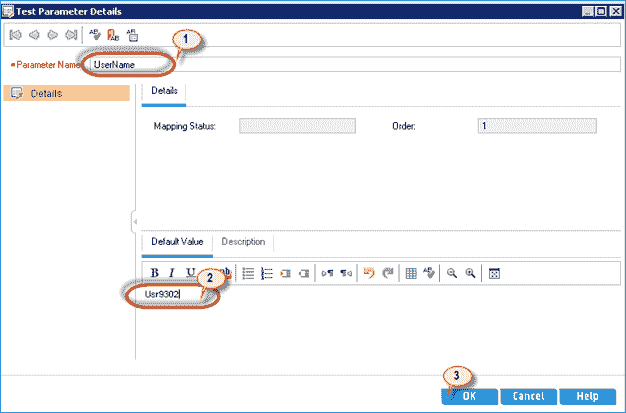 Test Parameter Details
1
*Parameter Name: UserName
Details
Details
Mapping Status:
Order: 1
Default Value Description
B I U
2
Usr9302
3
OK Cancel Help